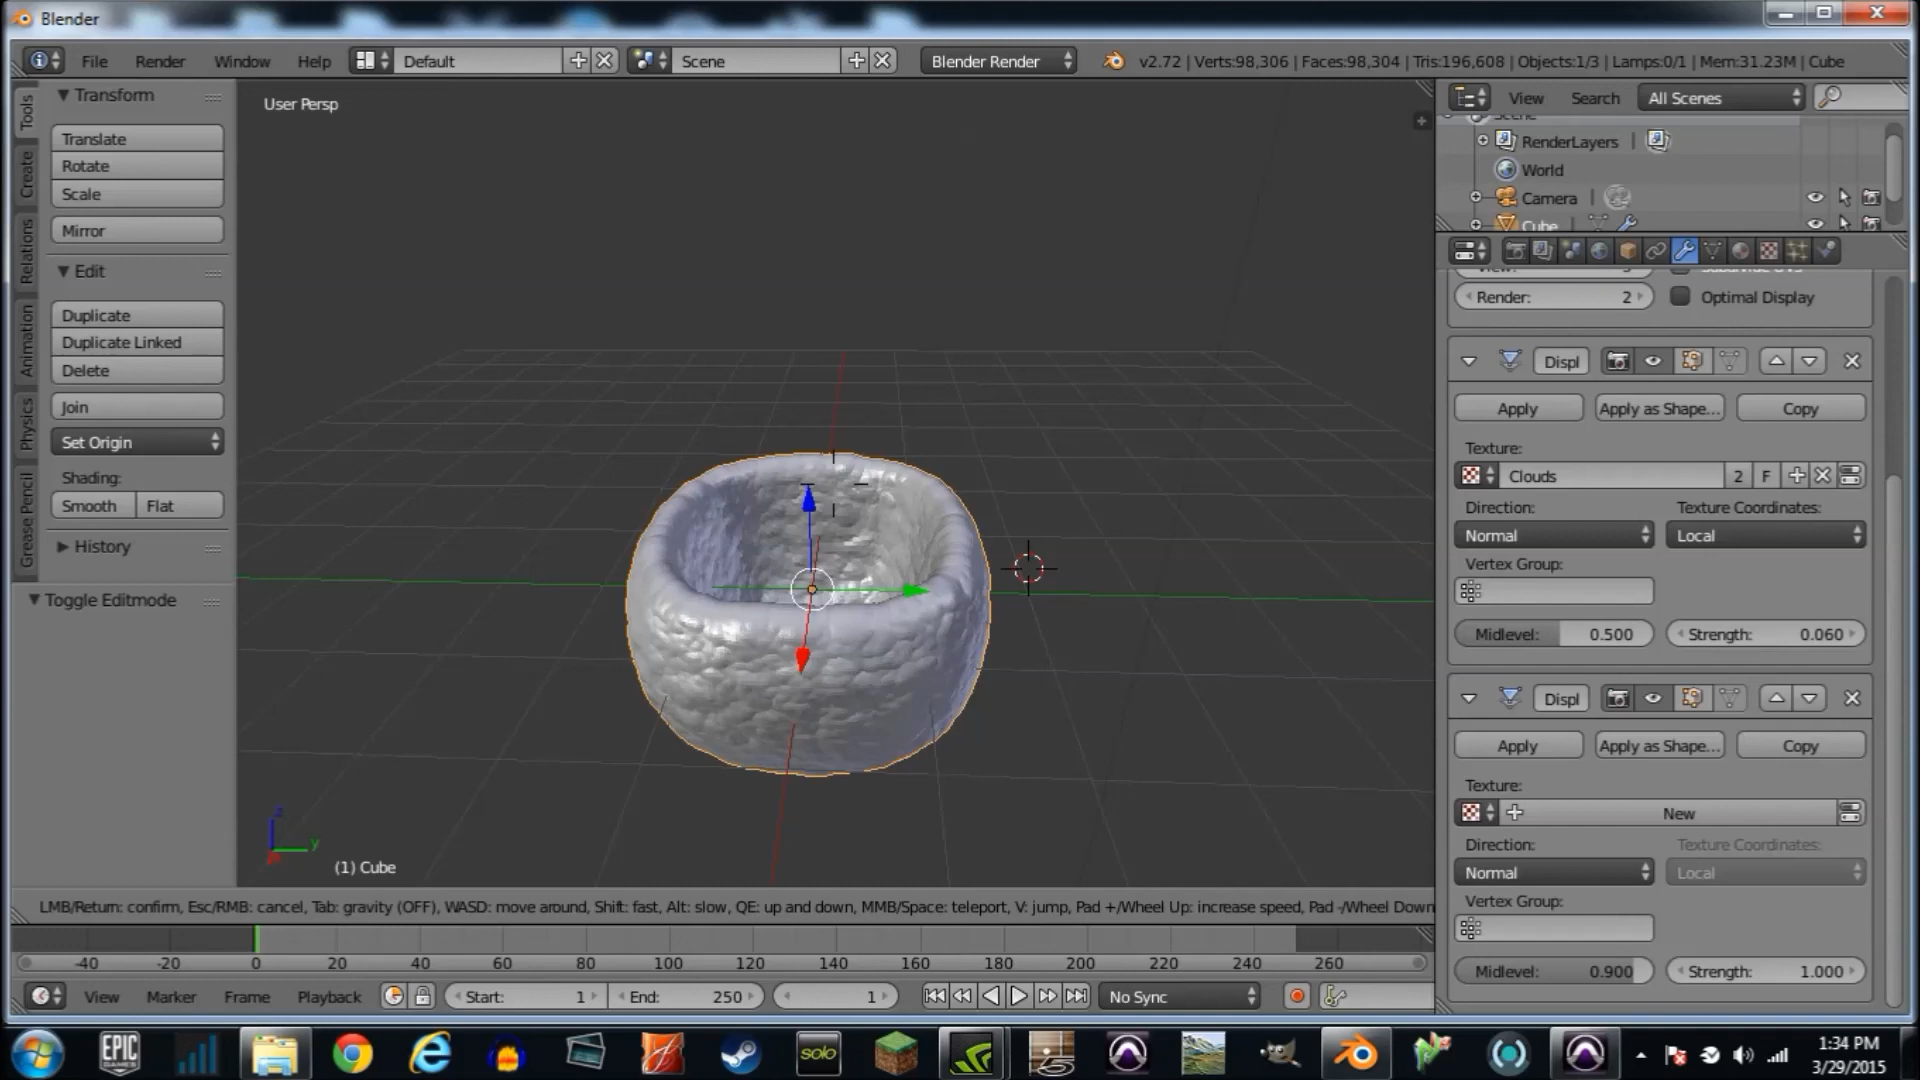 Blender
File Render Window Help Default Scene Blender Render v2.72 | Verts:98,306 | Faces:98,304 | Tris:196,608 | Objects:1/3 | Lamps:0/1 | Mem:31.23M | Cube
Tools
Create
Relations
Animation
Physics
Grease Pencil
Transform
Translate
Rotate
Scale
Mirror
Edit
Duplicate
Duplicate Linked
Delete
Join
Set Origin
Shading:
Smooth Flat
History
Toggle Editmode
User Persp
z
y
(1) Cube
LMB/Return: confirm, Esc/RMB: cancel, Tab: gravity (OFF), WASD: move around, Shift: fast, Alt: slow, QE: up and down, MMB/Space: teleport, V: jump, Pad +/Wheel Up: increase speed, Pad -/Wheel Down
View Search All Scenes
Scene
RenderLayers
World
Camera
Cube
Render: 2 Optimal Display
Displ
Apply Apply as Shape... Copy
Texture:
Clouds 2 F
Direction: Texture Coordinates:
Normal Local
Vertex Group:
Midlevel: 0.500 Strength: 0.060
Displ
Apply Apply as Shape... Copy
Texture:
New
Direction: Texture Coordinates:
Normal Local
Vertex Group:
Midlevel: 0.900 Strength: 1.000
-40 -20 0 20 40 60 80 100 120 140 160 180 200 220 240 260
View Marker Frame Playback Start: 1 End: 250 1 No Sync
EPIC GAMES
solo
1:34 PM
3/29/2015